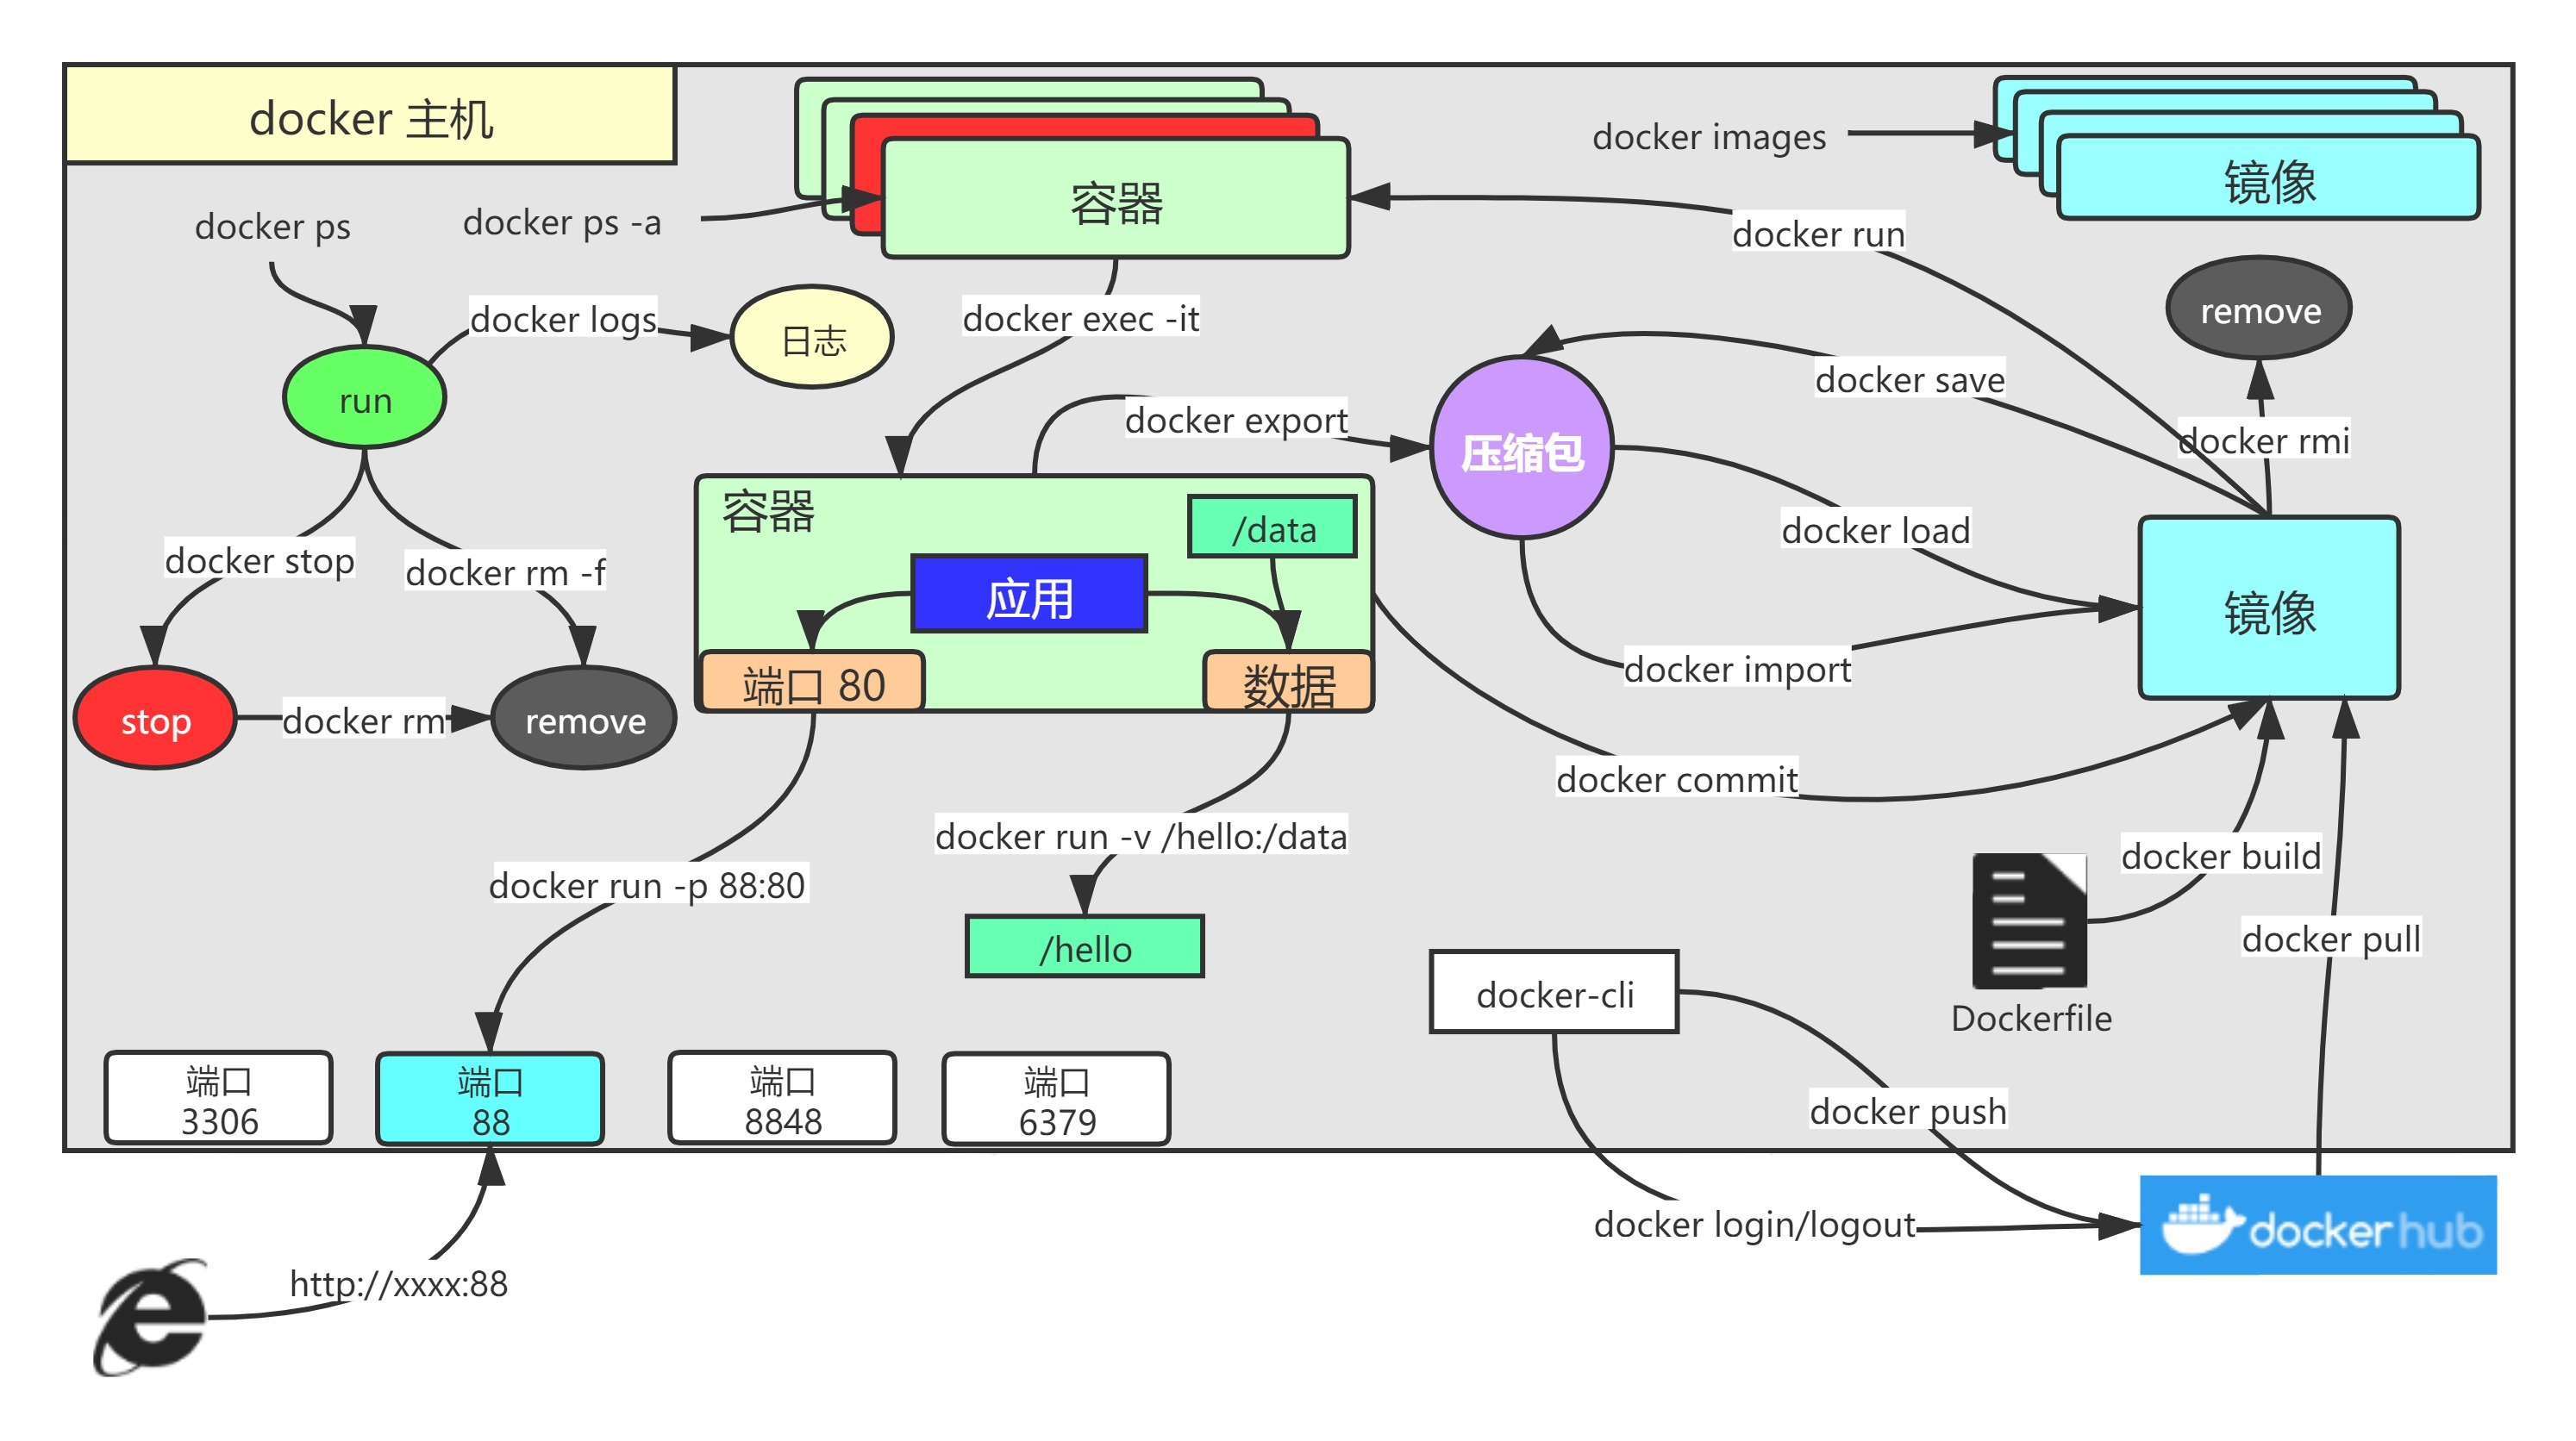 docker 主机
容器
docker images
镜像
docker ps
docker ps -a
docker run
docker logs
日志
docker exec -it
remove
run
docker save
docker export
压缩包
docker rmi
容器
/data
docker load
docker stop
docker rm -f
应用
镜像
docker import
端口 80
数据
stop
docker rm
remove
docker commit
docker run -v /hello:/data
docker build
docker run -p 88:80
/hello
docker pull
docker-cli
Dockerfile
端口
3306
端口
88
端口
8848
端口
6379
docker push
docker login/logout
dockerhub
http://xxxx:88